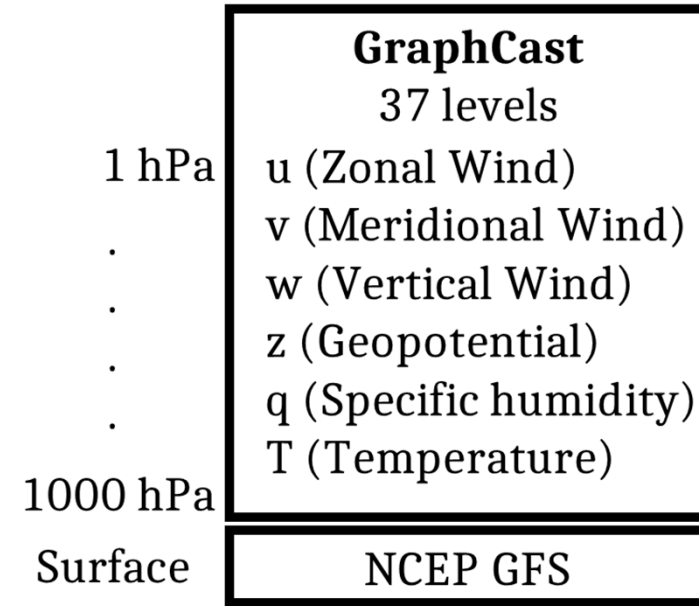 GraphCast
37 levels
1 hPa u (Zonal Wind)
v (Meridional Wind)
.
w (Vertical Wind)
.
z (Geopotential)
.
q (Specific humidity)
.
T (Temperature)
1000 hPa
Surface NCEP GFS